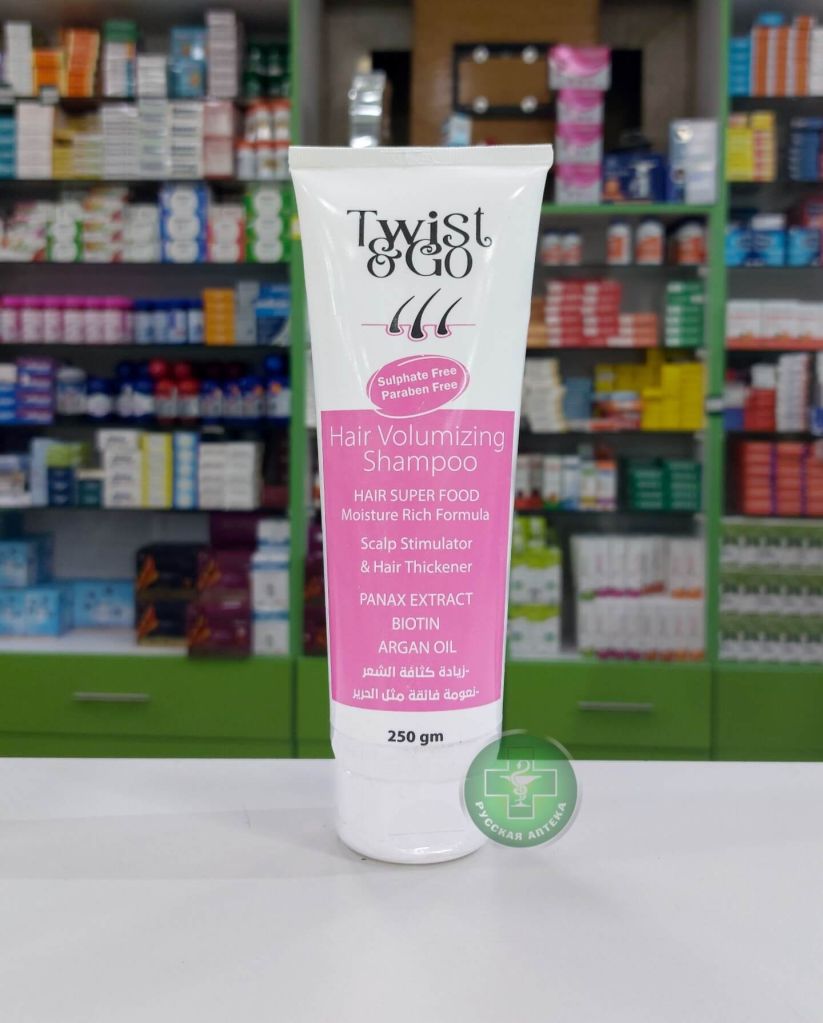 Twist
& Go
Sulphate Free
Paraben Free
Hair Volumizing
Shampoo
HAIR SUPER FOOD
Moisture Rich Formula
Scalp Stimulator
& Hair Thickener
PANAX EXTRACT
BIOTIN
ARGAN OIL
-زيادة كثافة الشعر
-نعومة فائقة مثل الحرير
250 gm
РУССКАЯ АПТЕКА